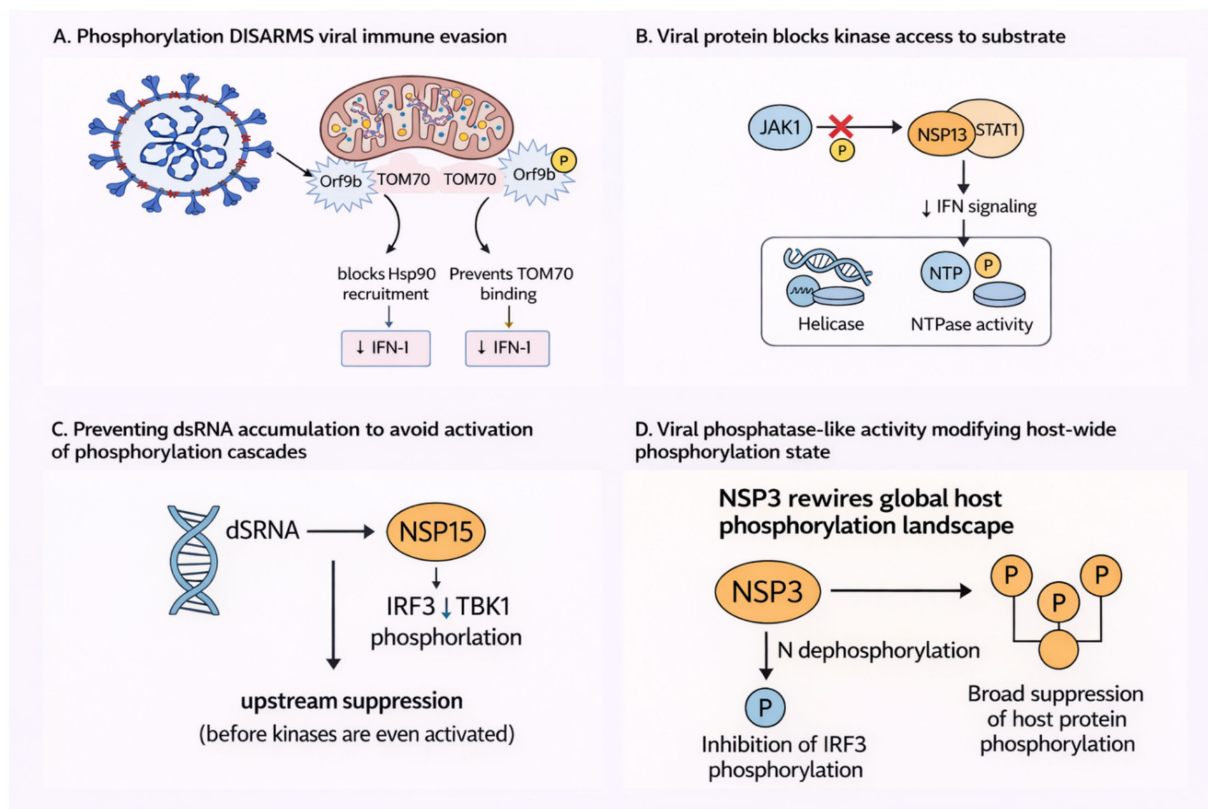 A. Phosphorylation DISARMS viral immune evasion
Orf9b
TOM70
TOM70
Orf9b
P
blocks Hsp90
recruitment
Prevents TOM70
binding
↓ IFN-1
↓ IFN-1
B. Viral protein blocks kinase access to substrate
JAK1
P
NSP13
STAT1
↓ IFN signaling
Helicase
NTP
P
NTPase activity
C. Preventing dsRNA accumulation to avoid activation
of phosphorylation cascades
dSRNA
NSP15
IRF3 ↓ TBK1
phosphorlation
upstream suppression
(before kinases are even activated)
D. Viral phosphatase-like activity modifying host-wide
phosphorylation state
NSP3 rewires global host
phosphorylation landscape
NSP3
P
P
P
N dephosphorylation
P
Inhibition of IRF3
phosphorylation
Broad suppression
of host protein
phosphorylation